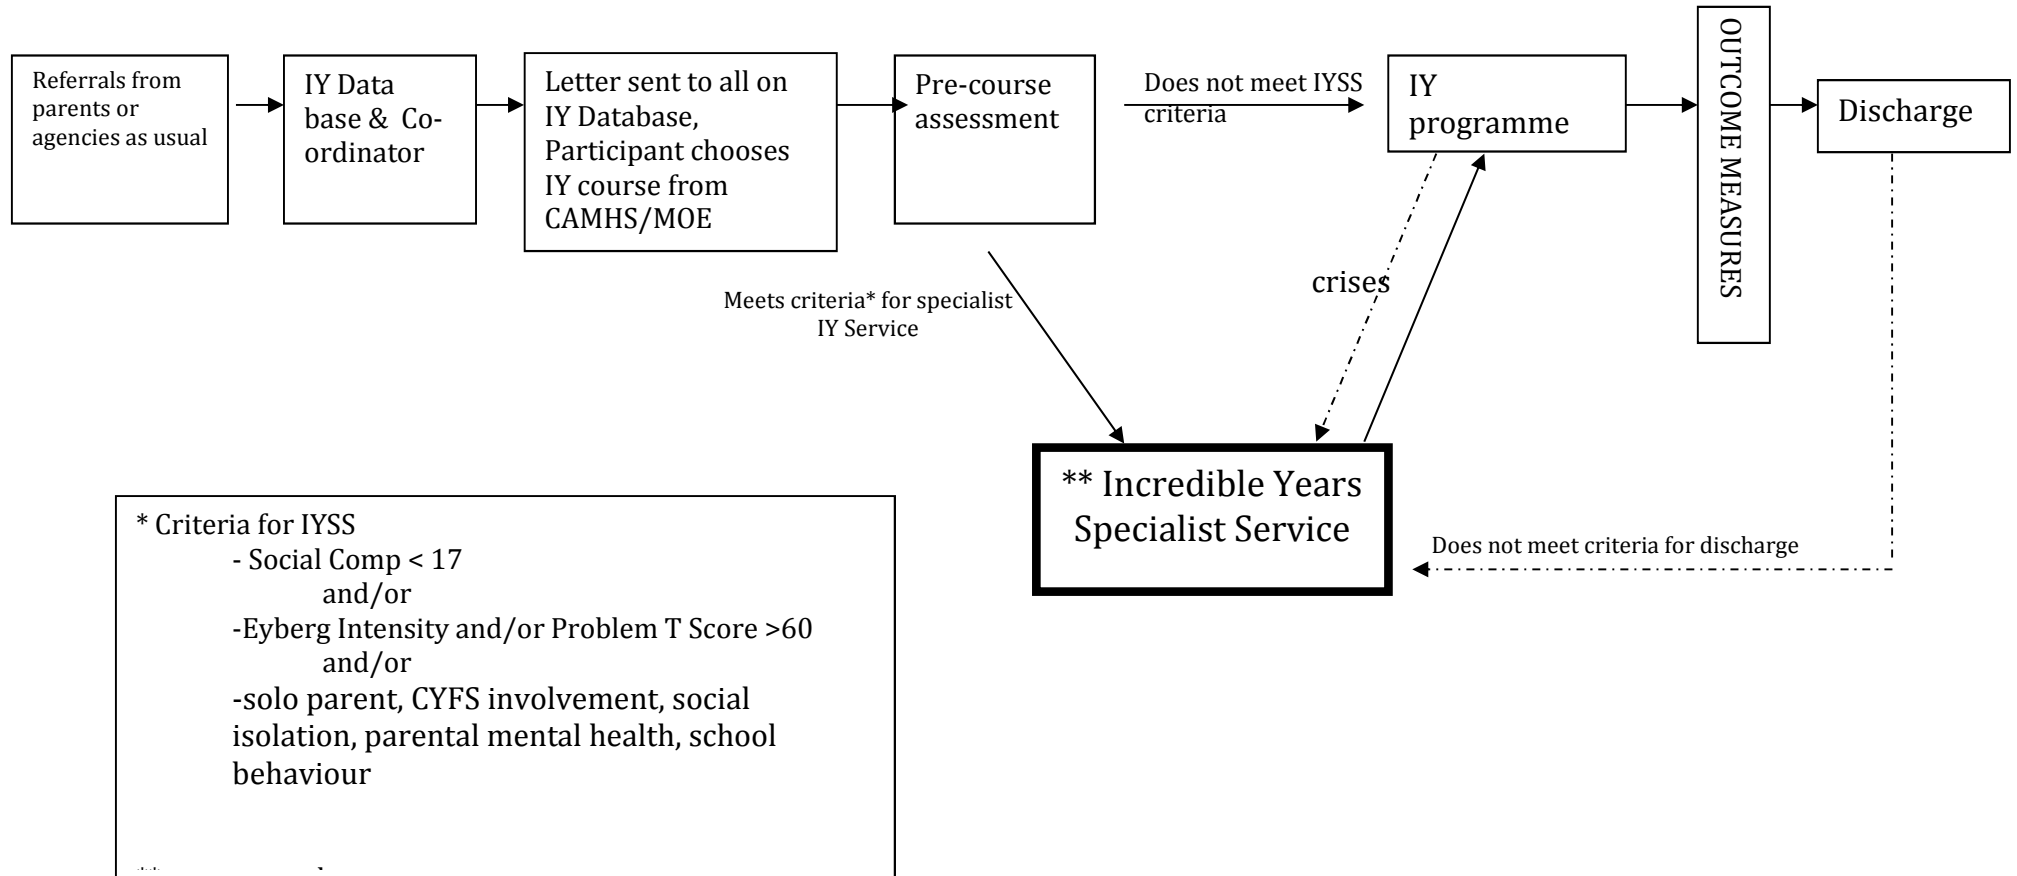 Referrals from
parents or
agencies as usual
IY Data
base & Co-
ordinator
Letter sent to all on
IY Database,
Participant chooses
IY course from
CAMHS/MOE
Pre-course
assessment
Does not meet IYSS
criteria
IY
programme
OUTCOME MEASURES
Discharge
Meets criteria* for specialist
IY Service
crises
** Incredible Years
Specialist Service
Does not meet criteria for discharge
* Criteria for IYSS
- Social Comp < 17
and/or
-Eyberg Intensity and/or Problem T Score >60
and/or
-solo parent, CYFS involvement, social
isolation, parental mental health, school
behaviour
**